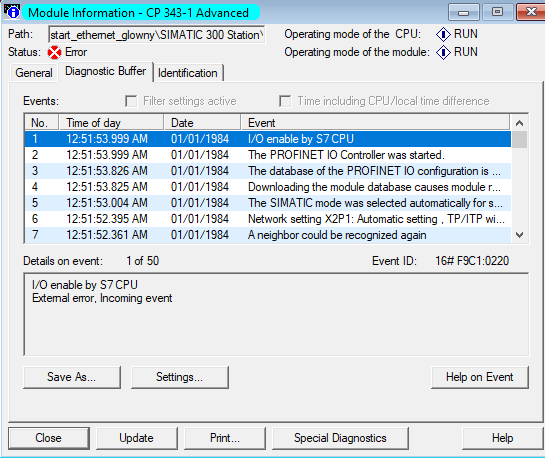 Module Information - CP 343-1 Advanced
Path: start_ethernet_glowny\SIMATIC 300 Station\ Operating mode of the CPU: RUN
Status: Error Operating mode of the module: RUN
General Diagnostic Buffer Identification
Events: Filter settings active Time including CPU/local time difference
No. Time of day Date Event
1 12:51:53.999 AM 01/01/1984 I/O enable by S7 CPU
2 12:51:53.999 AM 01/01/1984 The PROFINET IO Controller was started.
3 12:51:53.826 AM 01/01/1984 The database of the PROFINET IO configuration is ...
4 12:51:53.825 AM 01/01/1984 Downloading the module database causes module r...
5 12:51:53.004 AM 01/01/1984 The SIMATIC mode was selected automatically for s...
6 12:51:52.395 AM 01/01/1984 Network setting X2P1: Automatic setting , TP/ITP wi...
7 12:51:52.361 AM 01/01/1984 A neighbor could be recognized again
Details on event: 1 of 50 Event ID: 16# F9C1:0220
I/O enable by S7 CPU
External error, Incoming event
Save As... Settings... Help on Event
Close Update Print... Special Diagnostics Help